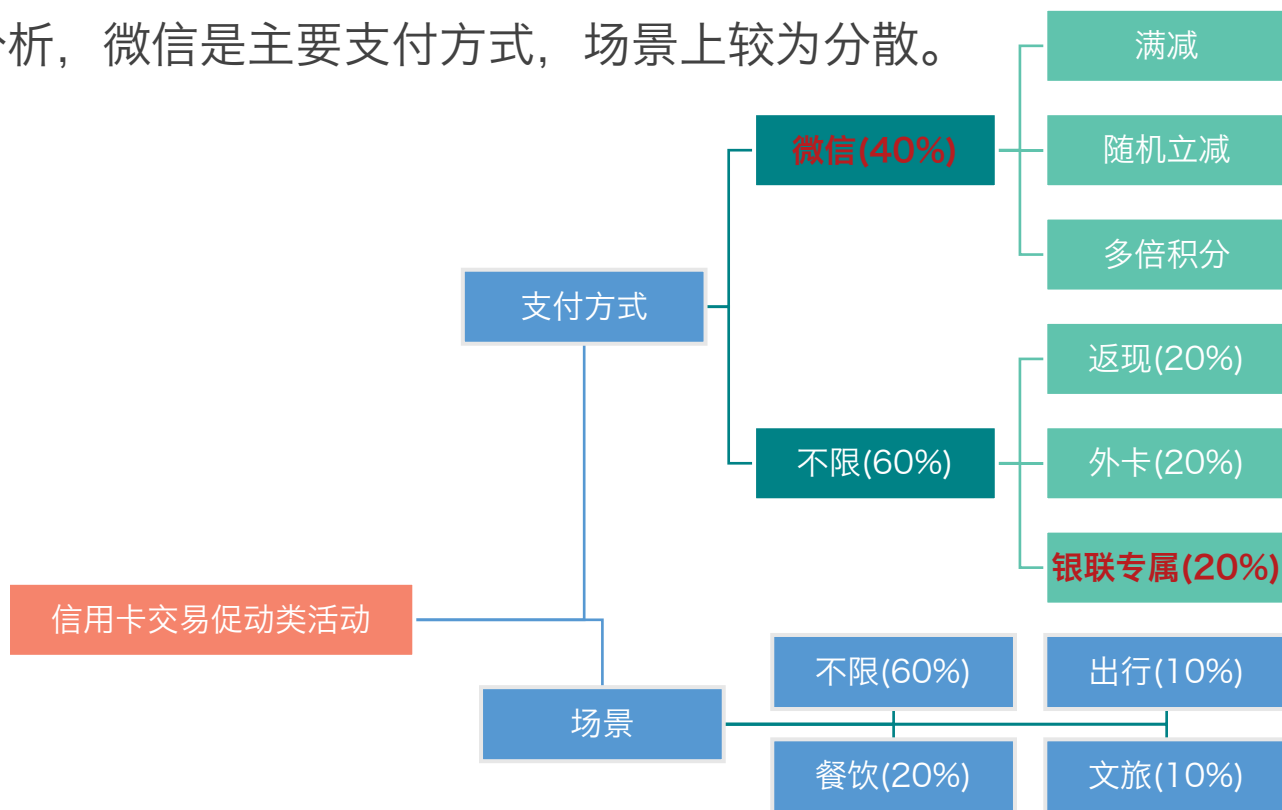 析，微信是主要支付方式，场景上较为分散。
满减
微信(40%)
随机立减
多倍积分
支付方式
返现(20%)
不限(60%)
外卡(20%)
银联专属(20%)
信用卡交易促动类活动
场景
不限(60%)
出行(10%)
餐饮(20%)
文旅(10%)